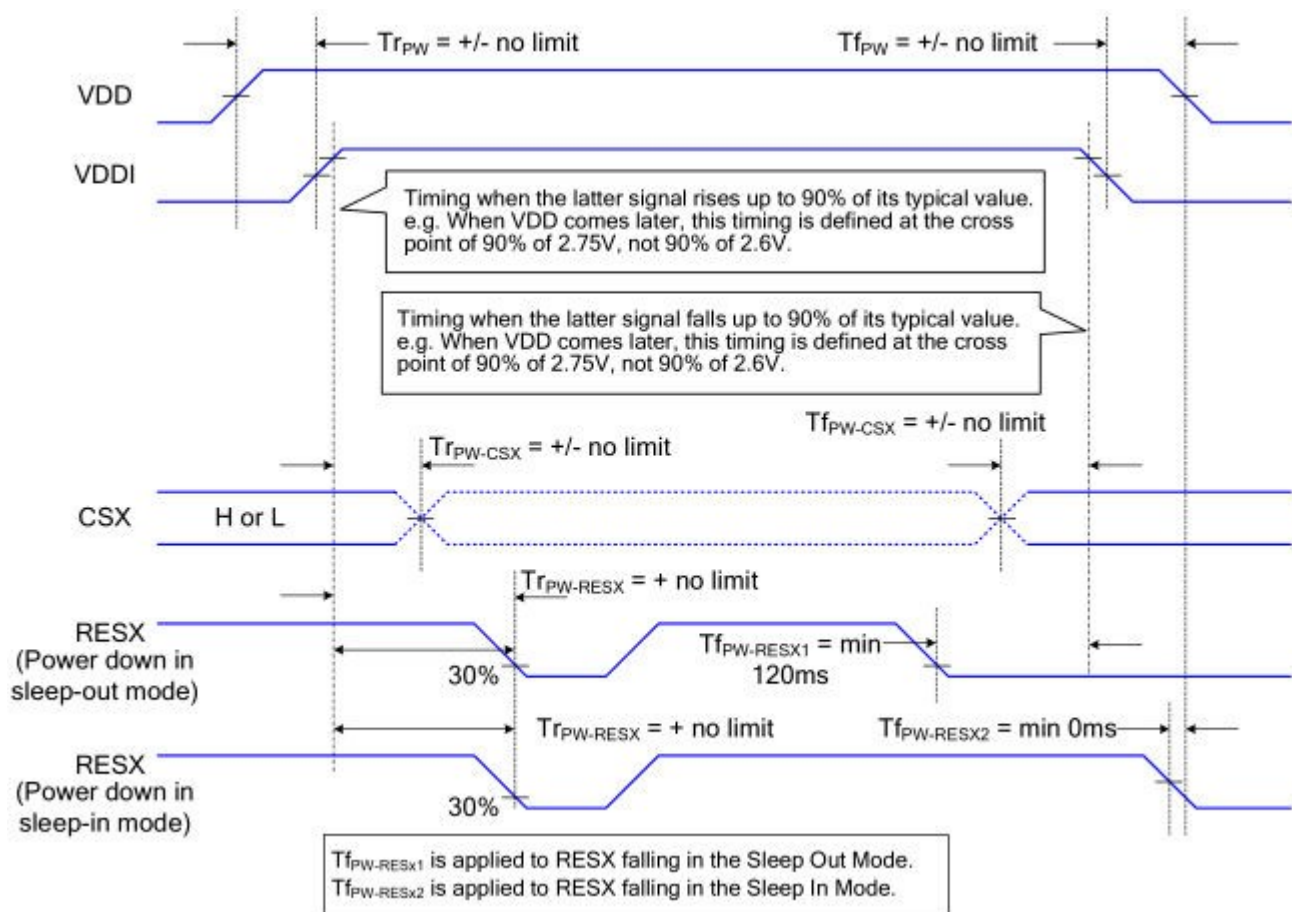 Tr_PW = +/- no limit
Tf_PW = +/- no limit
VDD
VDDI
Timing when the latter signal rises up to 90% of its typical value.
e.g. When VDD comes later, this timing is defined at the cross
point of 90% of 2.75V, not 90% of 2.6V.
Timing when the latter signal falls up to 90% of its typical value.
e.g. When VDD comes later, this timing is defined at the cross
point of 90% of 2.75V, not 90% of 2.6V.
Tf_PW-CSX = +/- no limit
Tr_PW-CSX = +/- no limit
CSX
H or L
Tr_PW-RESX = + no limit
RESX
(Power down in
sleep-out mode)
30%
Tf_PW-RESX1 = min
120ms
Tr_PW-RESX = + no limit
Tf_PW-RESX2 = min 0ms
RESX
(Power down in
sleep-in mode)
30%
Tf_PW-RESx1 is applied to RESX falling in the Sleep Out Mode.
Tf_PW-RESx2 is applied to RESX falling in the Sleep In Mode.